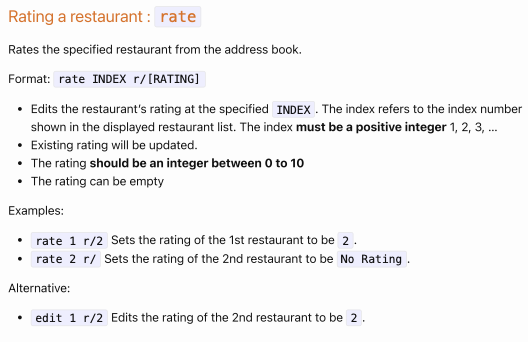 Rating a restaurant : rate
Rates the specified restaurant from the address book.
Format: rate INDEX r/[RATING]
• Edits the restaurant's rating at the specified INDEX. The index refers to the index number
shown in the displayed restaurant list. The index must be a positive integer 1, 2, 3, …
• Existing rating will be updated.
• The rating should be an integer between 0 to 10
• The rating can be empty
Examples:
• rate 1 r/2 Sets the rating of the 1st restaurant to be 2.
• rate 2 r/ Sets the rating of the 2nd restaurant to be No Rating.
Alternative:
• edit 1 r/2 Edits the rating of the 2nd restaurant to be 2.